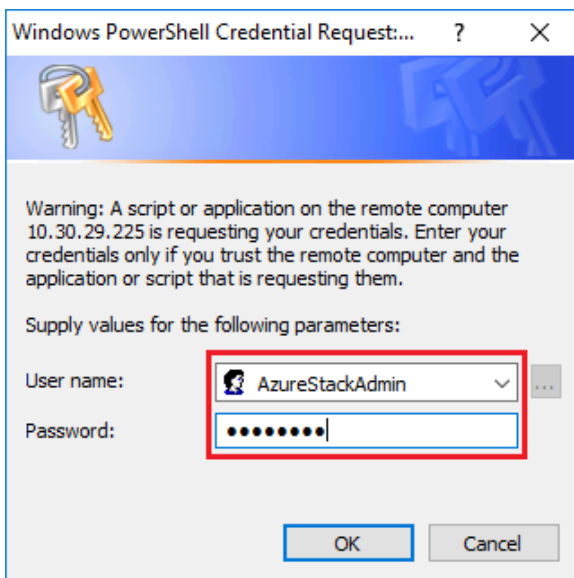 Windows PowerShell Credential Request:... ?
Warning: A script or application on the remote computer
10.30.29.225 is requesting your credentials. Enter your
credentials only if you trust the remote computer and the
application or script that is requesting them.
Supply values for the following parameters:
User name: AzureStackAdmin ...
Password: ●●●●●●●●
OK Cancel